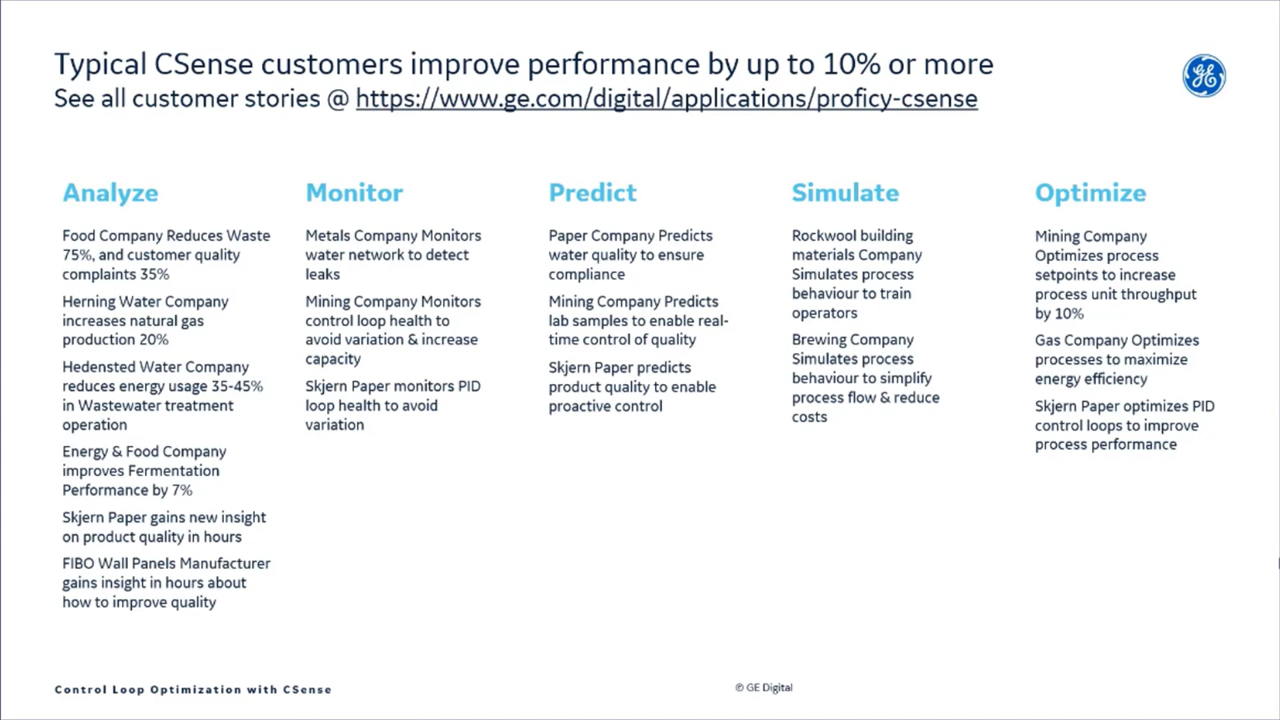 Typical CSense customers improve performance by up to 10% or more
See all customer stories @ https://www.ge.com/digital/applications/proficy-csense
GE
Analyze
Food Company Reduces Waste
75%, and customer quality
complaints 35%
Herning Water Company
increases natural gas
production 20%
Hedensted Water Company
reduces energy usage 35-45%
in Wastewater treatment
operation
Energy & Food Company
improves Fermentation
Performance by 7%
Skjern Paper gains new insight
on product quality in hours
FIBO Wall Panels Manufacturer
gains insight in hours about
how to improve quality
Monitor
Metals Company Monitors
water network to detect
leaks
Mining Company Monitors
control loop health to
avoid variation & increase
capacity
Skjern Paper monitors PID
loop health to avoid
variation
Predict
Paper Company Predicts
water quality to ensure
compliance
Mining Company Predicts
lab samples to enable real-
time control of quality
Skjern Paper predicts
product quality to enable
proactive control
Simulate
Rockwool building
materials Company
Simulates process
behaviour to train
operators
Brewing Company
Simulates process
behaviour to simplify
process flow & reduce
costs
Optimize
Mining Company
Optimizes process
setpoints to increase
process unit throughput
by 10%
Gas Company Optimizes
processes to maximize
energy efficiency
Skjern Paper optimizes PID
control loops to improve
process performance
Control Loop Optimization with CSense
© GE Digital